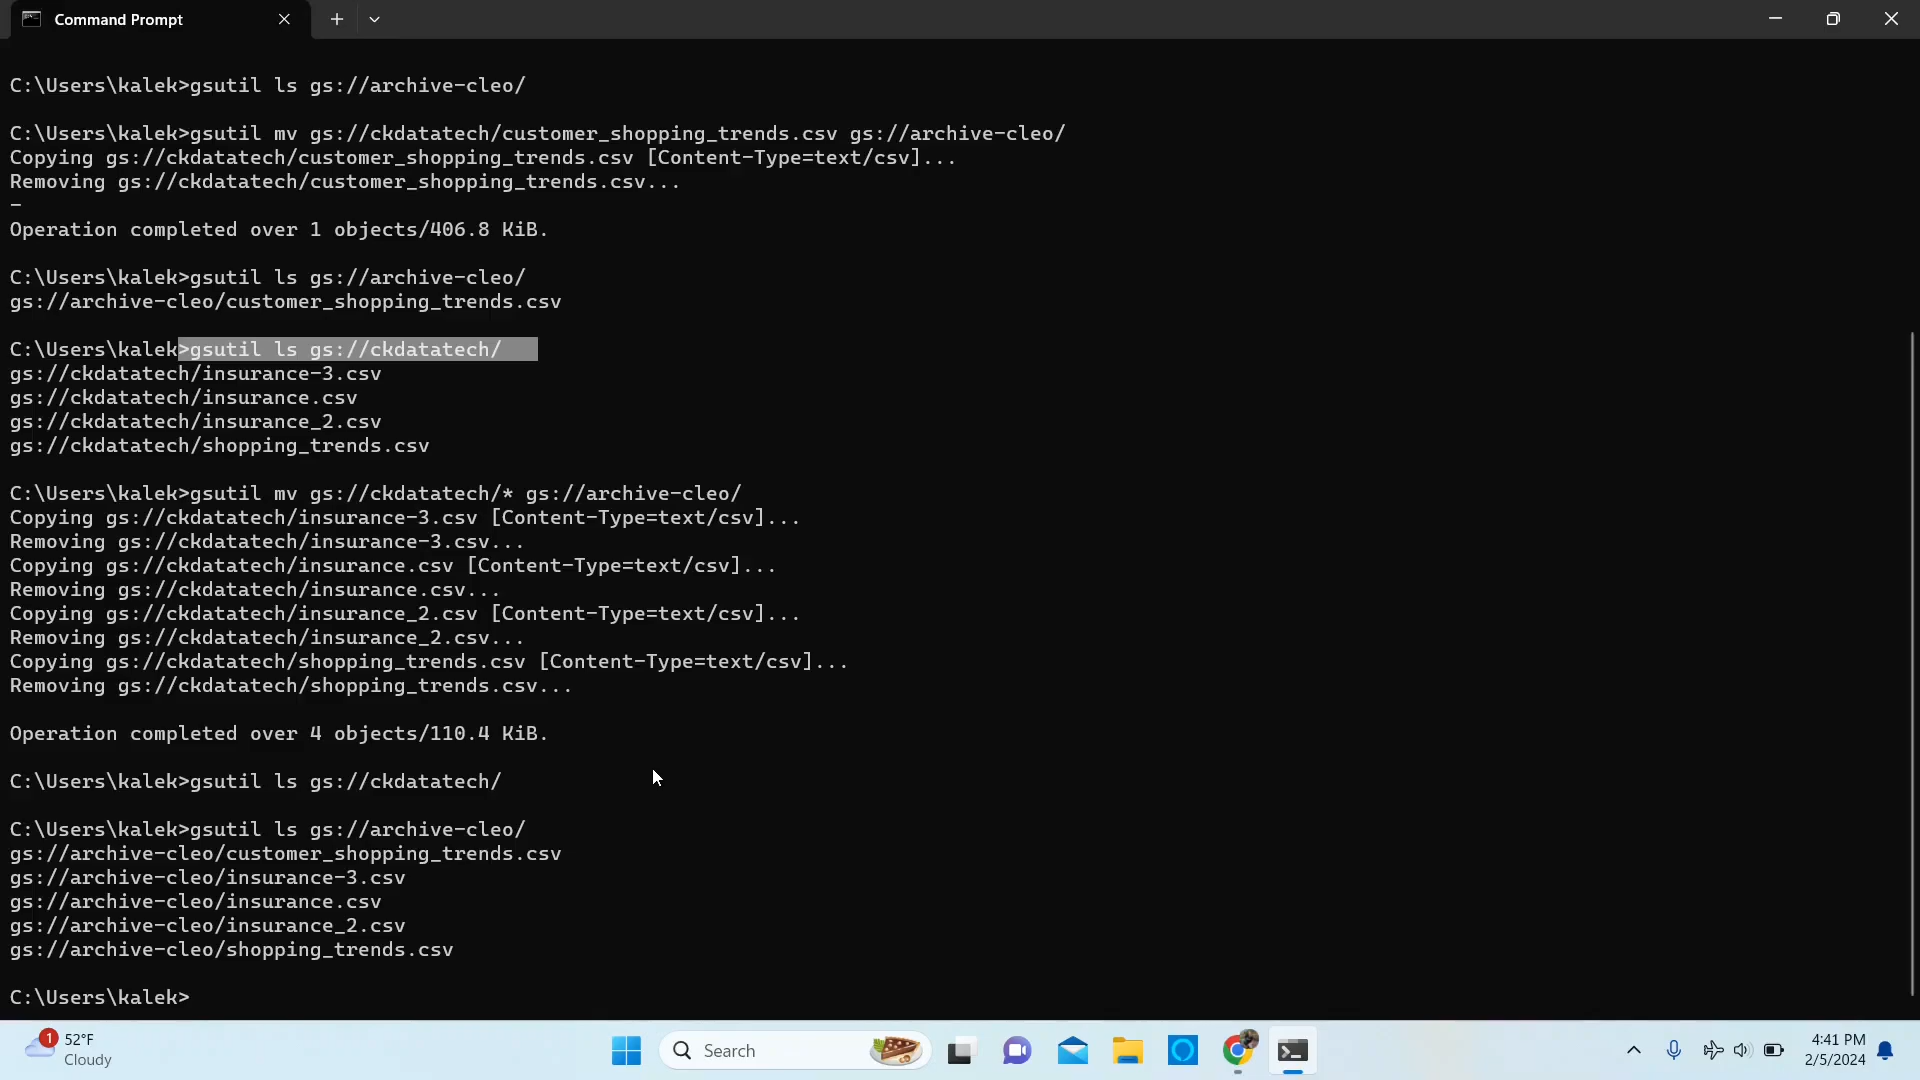 Command Prompt
C:\Users\kalek>gsutil ls gs://archive-cleo/
C:\Users\kalek>gsutil mv gs://ckdatatech/customer_shopping_trends.csv gs://archive-cleo/
Copying gs://ckdatatech/customer_shopping_trends.csv [Content-Type=text/csv]...
Removing gs://ckdatatech/customer_shopping_trends.csv...
-
Operation completed over 1 objects/406.8 KiB.
C:\Users\kalek>gsutil ls gs://archive-cleo/
gs://archive-cleo/customer_shopping_trends.csv
C:\Users\kalek>gsutil ls gs://ckdatatech/
gs://ckdatatech/insurance-3.csv
gs://ckdatatech/insurance.csv
gs://ckdatatech/insurance_2.csv
gs://ckdatatech/shopping_trends.csv
C:\Users\kalek>gsutil mv gs://ckdatatech/* gs://archive-cleo/
Copying gs://ckdatatech/insurance-3.csv [Content-Type=text/csv]...
Removing gs://ckdatatech/insurance-3.csv...
Copying gs://ckdatatech/insurance.csv [Content-Type=text/csv]...
Removing gs://ckdatatech/insurance.csv...
Copying gs://ckdatatech/insurance_2.csv [Content-Type=text/csv]...
Removing gs://ckdatatech/insurance_2.csv...
Copying gs://ckdatatech/shopping_trends.csv [Content-Type=text/csv]...
Removing gs://ckdatatech/shopping_trends.csv...
Operation completed over 4 objects/110.4 KiB.
C:\Users\kalek>gsutil ls gs://ckdatatech/
C:\Users\kalek>gsutil ls gs://archive-cleo/
gs://archive-cleo/customer_shopping_trends.csv
gs://archive-cleo/insurance-3.csv
gs://archive-cleo/insurance.csv
gs://archive-cleo/insurance_2.csv
gs://archive-cleo/shopping_trends.csv
C:\Users\kalek>
1
52°F
Cloudy
Search
4:41 PM
2/5/2024